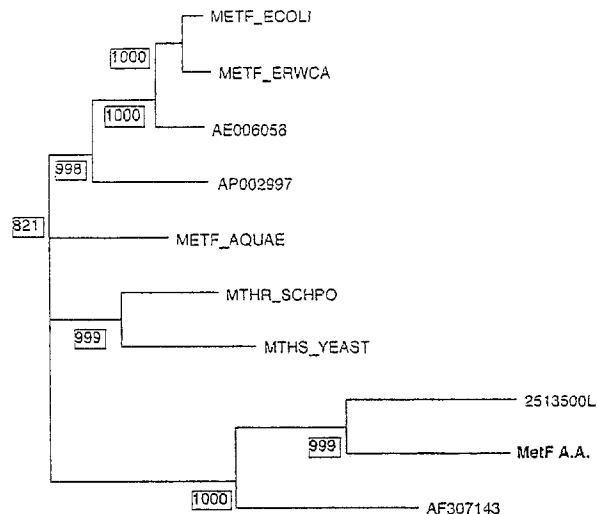 METF_ECOLI
1000
METF_ERWCA
1000
AE006058
998
AP002997
821
METF_AQUAE
MTHR_SCHPO
999
MTHS_YEAST
2513500L
999
MetF A.A.
1000
AF307143